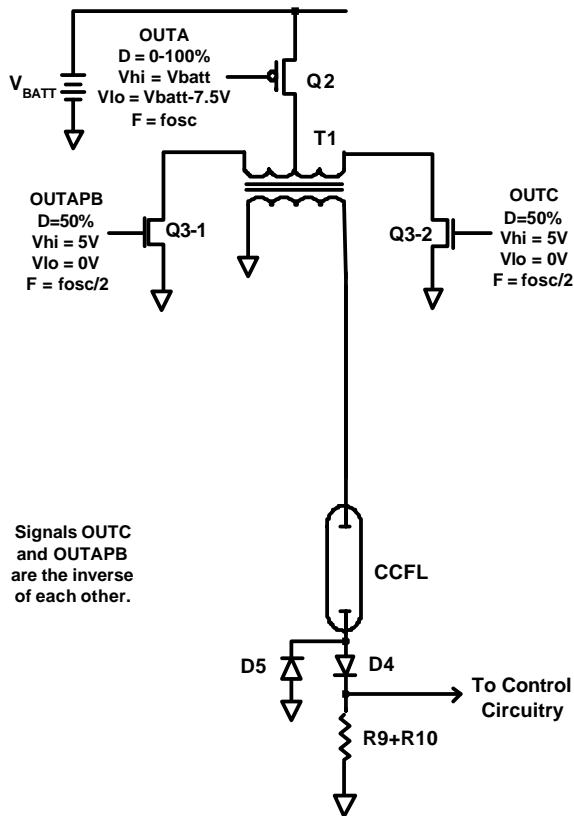 OUTA
D = 0-100%
Vhi = Vbatt
Vlo = Vbatt-7.5V
F = fosc
VBATT
Q2
T1
OUTAPB
D=50%
Vhi = 5V
Vlo = 0V
F = fosc/2
Q3-1
Q3-2
OUTC
D=50%
Vhi = 5V
Vlo = 0V
F = fosc/2
Signals OUTC
and OUTAPB
are the inverse
of each other.
CCFL
D5
D4
To Control
Circuitry
R9+R10